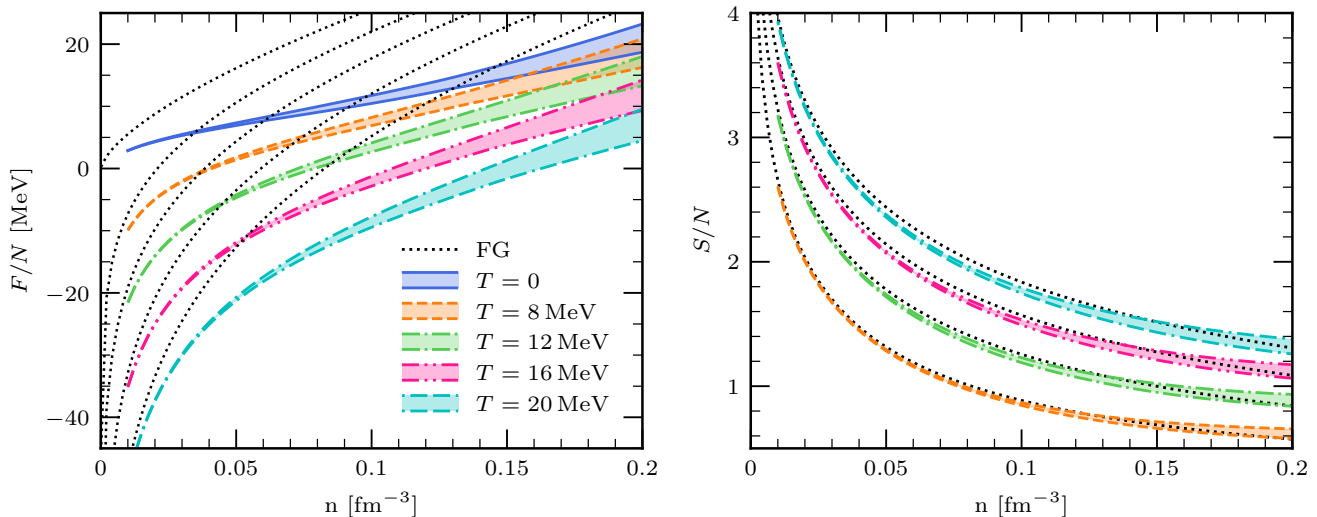 F/N [MeV]
20
0
−20
−40
0
0.05
0.1
0.15
0.2
n [fm⁻³]
FG
T = 0
T = 8 MeV
T = 12 MeV
T = 16 MeV
T = 20 MeV
S/N
4
3
2
1
0
0.05
0.1
0.15
0.2
n [fm⁻³]